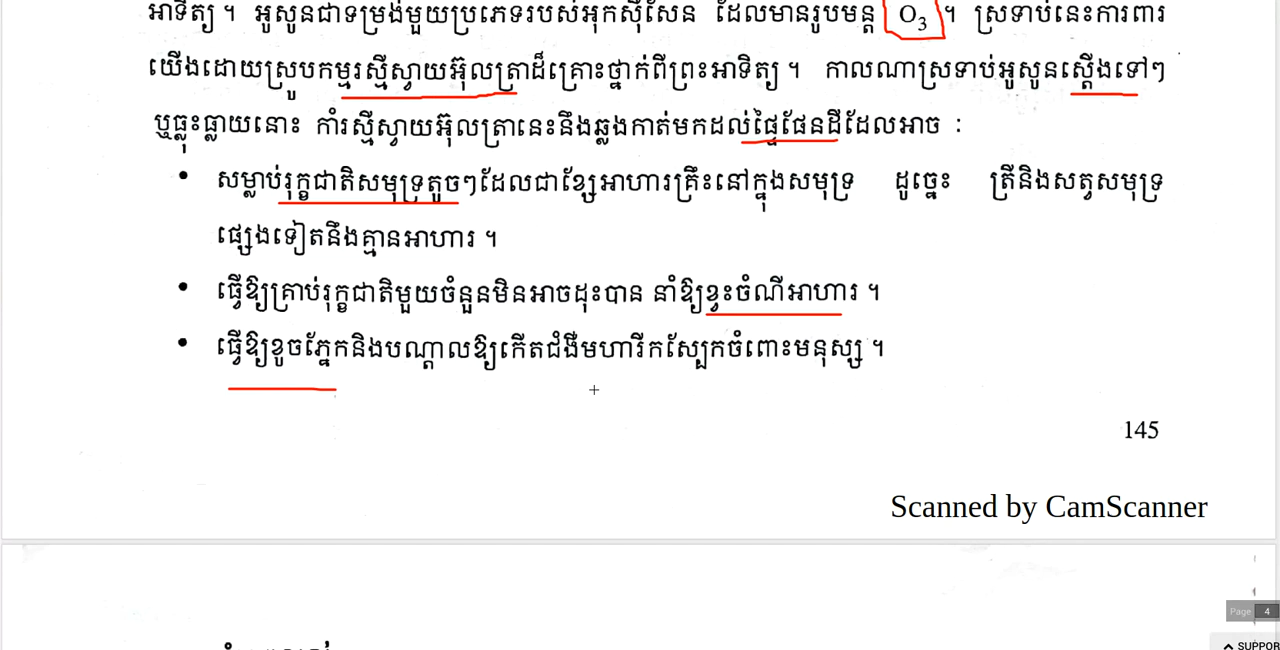 អាទិត្យ ។ អូសូនជាទម្រង់មួយប្រភេទរបស់អុកស៊ីសែន ដែលមានរូបមន្ត O3 ។ ស្រទាប់នេះការពារ
យើងដោយស្រូបកម្មរស្មីស្វាយអ៊ុលត្រាដ៏គ្រោះថ្នាក់ពីព្រះអាទិត្យ ។ កាលណាស្រទាប់អូសូនស្តើងទៅៗ
ឬធ្លុះធ្លាយនោះ កាំរស្មីស្វាយអ៊ុលត្រានេះនឹងឆ្លងកាត់មកដល់ផ្ទៃផែនដីដែលអាច :
• សម្លាប់រុក្ខជាតិសមុទ្រតូចៗដែលជាខ្សែអាហារគ្រឹះនៅក្នុងសមុទ្រ ដូច្នេះ ត្រីនិងសត្វសមុទ្រ
ផ្សេងទៀតនឹងគ្មានអាហារ ។
• ធ្វើឱ្យគ្រាប់រុក្ខជាតិមួយចំនួនមិនអាចដុះបាន នាំឱ្យខ្វះចំណីអាហារ ។
• ធ្វើឱ្យខូចភ្នែកនិងបណ្តាលឱ្យកើតជំងឺមហារីកស្បែកចំពោះមនុស្ស ។
145
Scanned by CamScanner
Page 4
SUPPOR